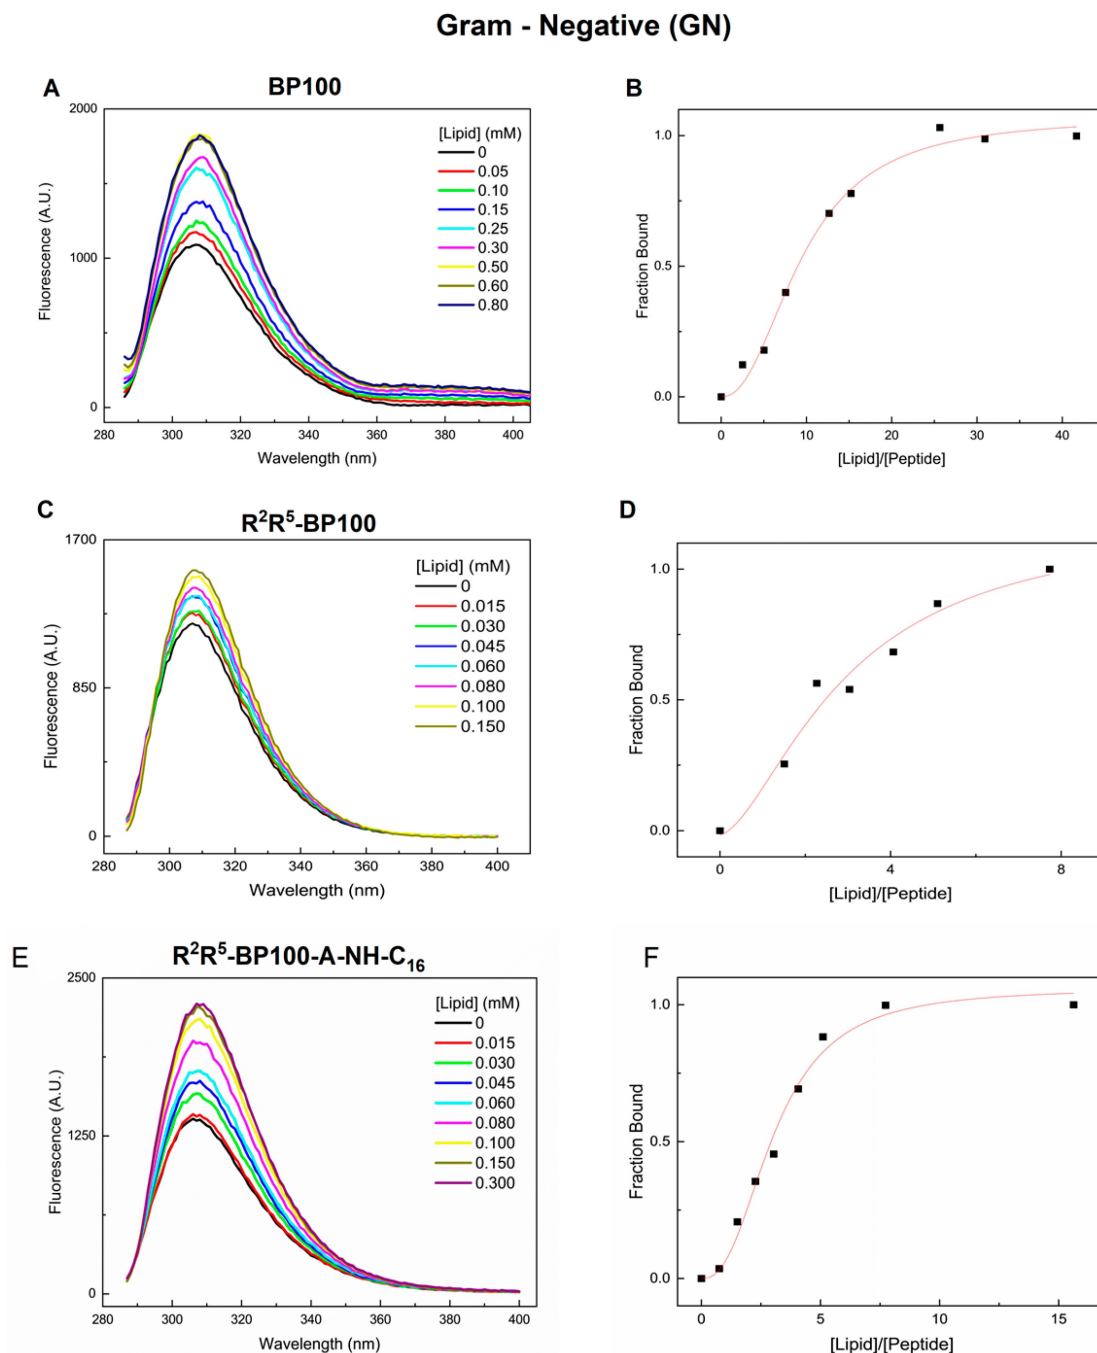 Gram - Negative (GN)
A
BP100
2000
1000
0
Fluorescence (A.U.)
[Lipid] (mM)
0
0.05
0.10
0.15
0.25
0.30
0.50
0.60
0.80
280 300 320 340 360 380 400
Wavelength (nm)
B
1.0
0.5
0.0
Fraction Bound
0 10 20 30 40
[Lipid]/[Peptide]
C
R²R⁵-BP100
1700
850
0
Fluorescence (A.U.)
[Lipid] (mM)
0
0.015
0.030
0.045
0.060
0.080
0.100
0.150
280 300 320 340 360 380 400
Wavelength (nm)
D
1.0
0.5
0.0
Fraction Bound
0 4 8
[Lipid]/[Peptide]
E
R²R⁵-BP100-A-NH-C₁₆
2500
1250
0
Fluorescence (A.U.)
[Lipid] (mM)
0
0.015
0.030
0.045
0.060
0.080
0.100
0.150
0.300
280 300 320 340 360 380 400
Wavelength (nm)
F
1.0
0.5
0.0
Fraction Bound
0 5 10 15
[Lipid]/[Peptide]